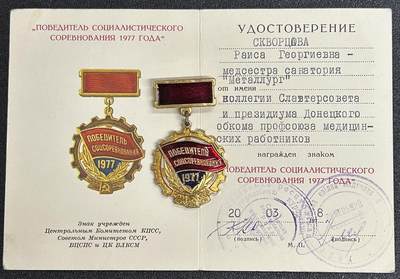 "ПОБЕДИТЕЛЬ СОЦИАЛИСТИЧЕСКОГО
СОРЕВНОВАНИЯ 1977 ГОДА"
ПОБЕДИТЕЛЬ
СОЦСОРЕВНОВАНИЯ
1977
Знак учрежден
Центральным Комитетом КПСС,
Советом Министров СССР,
ВЦСПС и ЦК ВЛКСМ
ПОБЕДИТЕЛЬ
СОЦСОРЕВНОВАНИЯ
1977
УДОСТОВЕРЕНИЕ
СКВОРЦОВА
Раиса Георгиевна -
медсестра санатория
"Металлург"
от имени
коллегии Славтерсовета
и президиума Донецкого
обкома профсоюза медицин-
ских работников
награжден знаком
"ПОБЕДИТЕЛЬ СОЦИАЛИСТИЧЕСКОГО
СОРЕВНОВАНИЯ 1977 ГОДА"
20 03 8
(подпись) М.П. (подпись)